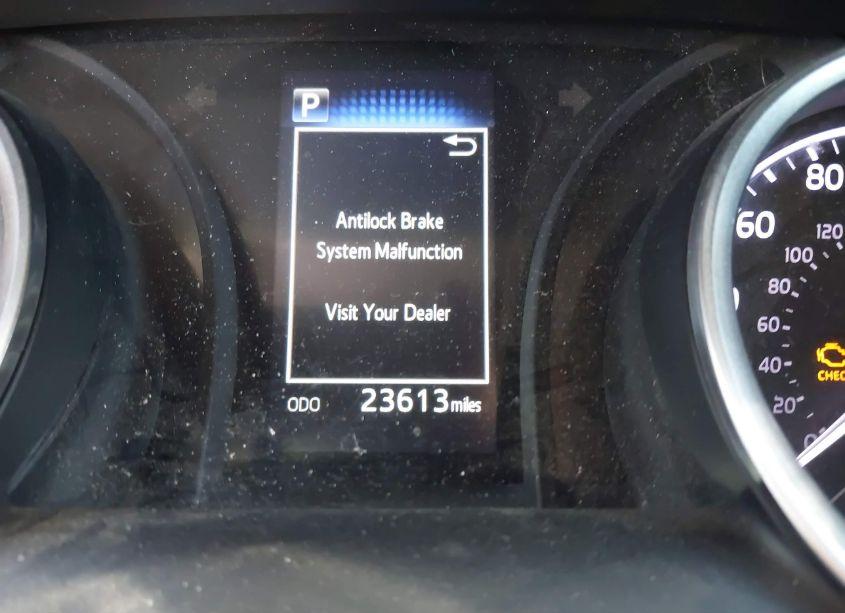 P
Antilock Brake
System Malfunction
Visit Your Dealer
ODO 23613 miles
80
60
120
100
80
60
40
20
0
CHEC